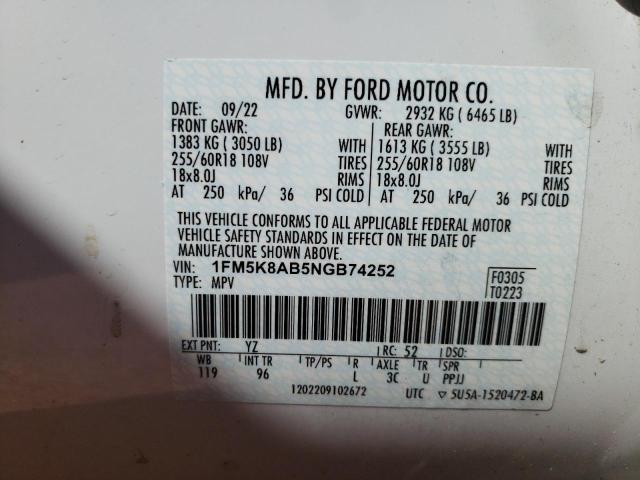 MFD. BY FORD MOTOR CO.
DATE: 09/22 GVWR: 2932 KG ( 6465 LB)
FRONT GAWR: REAR GAWR:
1383 KG ( 3050 LB) WITH 1613 KG ( 3555 LB) WITH
255/60R18 108V TIRES 255/60R18 108V TIRES
18x8.0J RIMS 18x8.0J RIMS
AT 250 kPa/ 36 PSI COLD AT 250 kPa/ 36 PSI COLD
THIS VEHICLE CONFORMS TO ALL APPLICABLE FEDERAL MOTOR
VEHICLE SAFETY STANDARDS IN EFFECT ON THE DATE OF
MANUFACTURE SHOWN ABOVE.
VIN: 1FM5K8AB5NGB74252 F0305
TYPE: MPV T0223
EXT PNT: YZ RC: 52 DSO:
WB INT TR TP/PS R AXLE TR SPR
119 96 L 3C U PPJJ
1202209102672 UTC ▽ 5U5A-1520472-BA